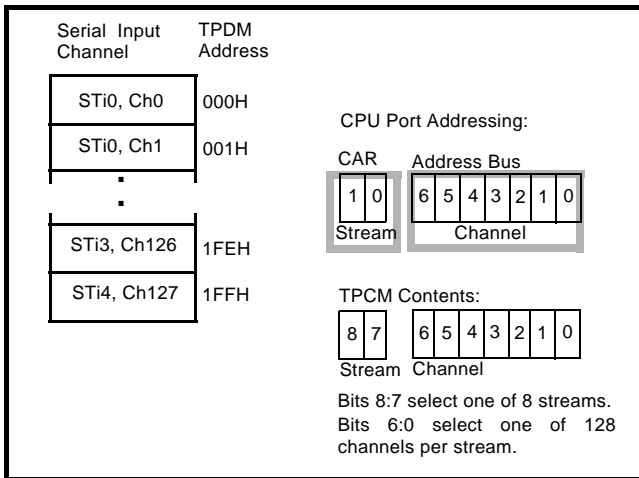 Serial Input Channel
TPDM Address
STi0, Ch0
000H
STi0, Ch1
001H
STi3, Ch126
1FEH
STi4, Ch127
1FFH
CPU Port Addressing:
CAR
Address Bus
1 0
6 5 4 3 2 1 0
Stream
Channel
TPCM Contents:
8 7
6 5 4 3 2 1 0
Stream Channel
Bits 8:7 select one of 8 streams.
Bits 6:0 select one of 128
channels per stream.